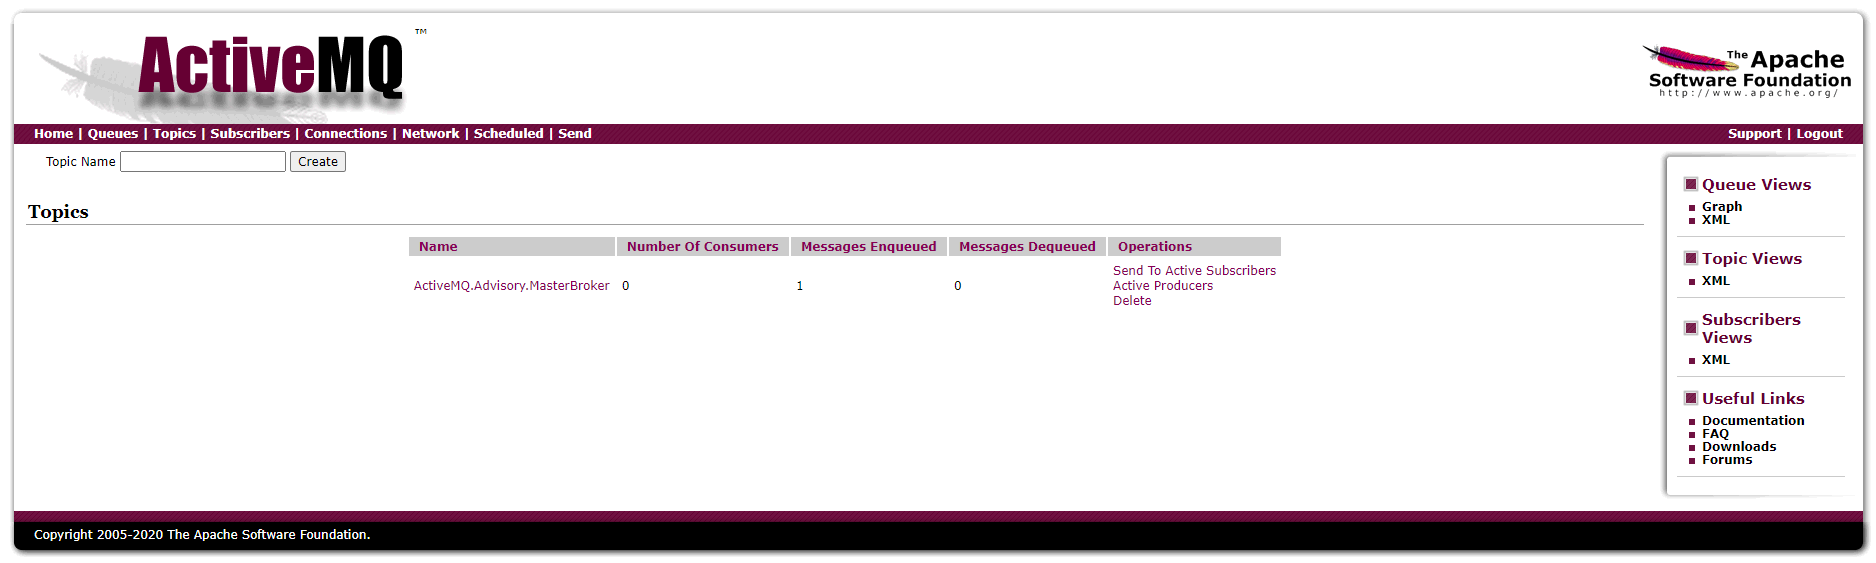 ActiveMQ ™
The Apache
Software Foundation
http://www.apache.org/
Home | Queues | Topics | Subscribers | Connections | Network | Scheduled | Send
Support | Logout
Topic Name Create
Topics
Name Number Of Consumers Messages Enqueued Messages Dequeued Operations
ActiveMQ.Advisory.MasterBroker 0 1 0 Send To Active Subscribers
Active Producers
Delete
Queue Views
Graph
XML
Topic Views
XML
Subscribers
Views
XML
Useful Links
Documentation
FAQ
Downloads
Forums
Copyright 2005-2020 The Apache Software Foundation.